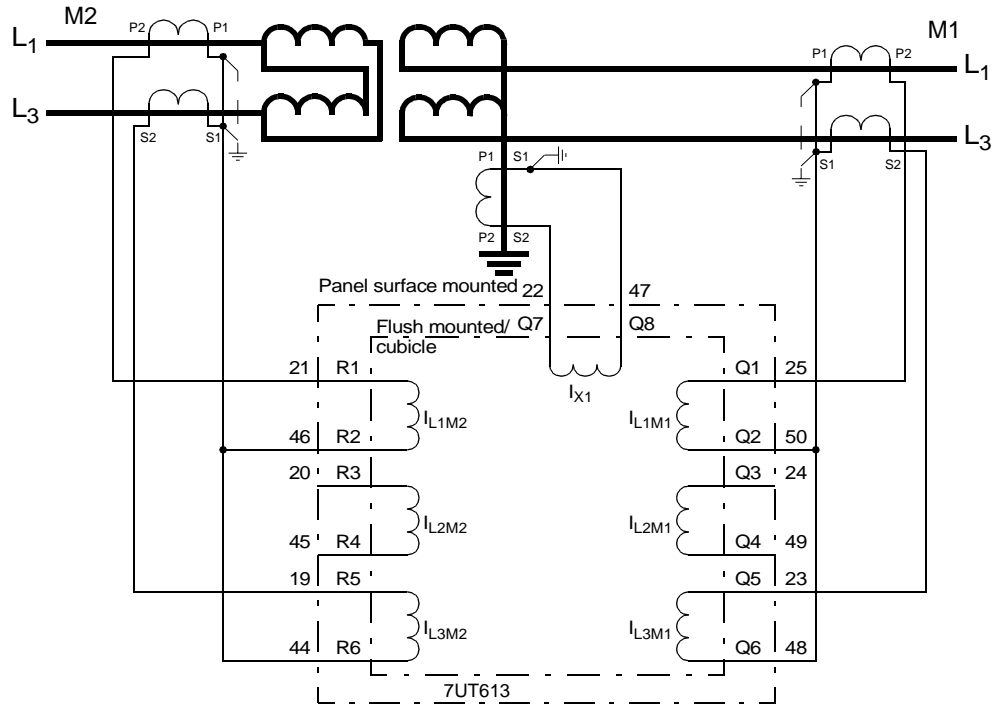 M2
M1
P2 P1
P1 P2
L1
L1
L3
L3
S2 S1
S1 S2
P1 S1
P2 S2
Panel surface mounted 22 47
Flush mounted/ Q7 Q8
cubicle
21 R1 Q1 25
IX1
IL1M2 IL1M1
46 R2 Q2 50
20 R3 Q3 24
IL2M2 IL2M1
45 R4 Q4 49
19 R5 Q5 23
IL3M2 IL3M1
44 R6 Q6 48
7UT613